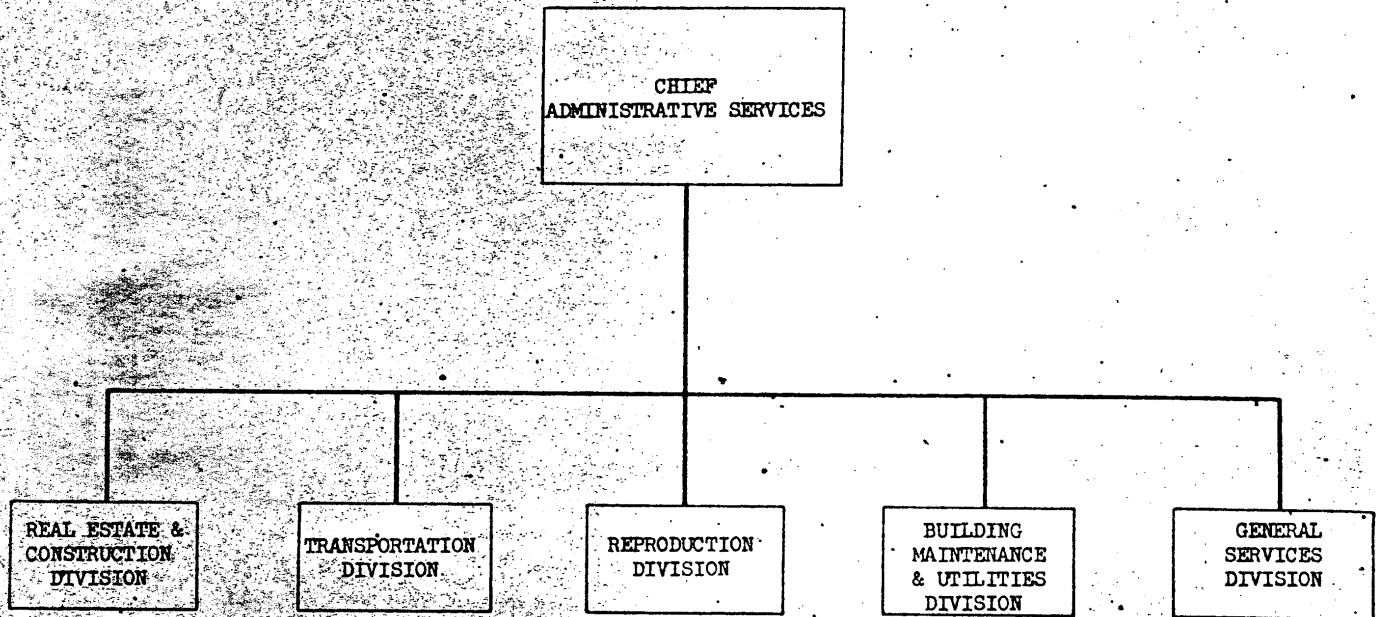 CHIEF
ADMINISTRATIVE SERVICES
REAL ESTATE &
CONSTRUCTION
DIVISION
TRANSPORTATION
DIVISION
REPRODUCTION
DIVISION
BUILDING
MAINTENANCE
& UTILITIES
DIVISION
GENERAL
SERVICES
DIVISION